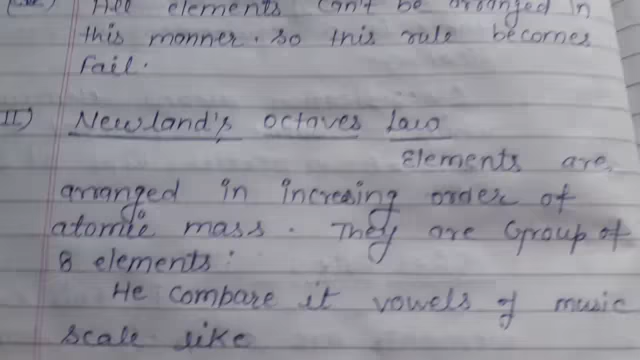 All elements can't be arranged in
this manner. so this rule becomes
Fail.
II) Newland's octaves Law
Elements are
arranged in incresing order of
atomic mass. They are Group of
8 elements:
He compare it vowels of music
scale like